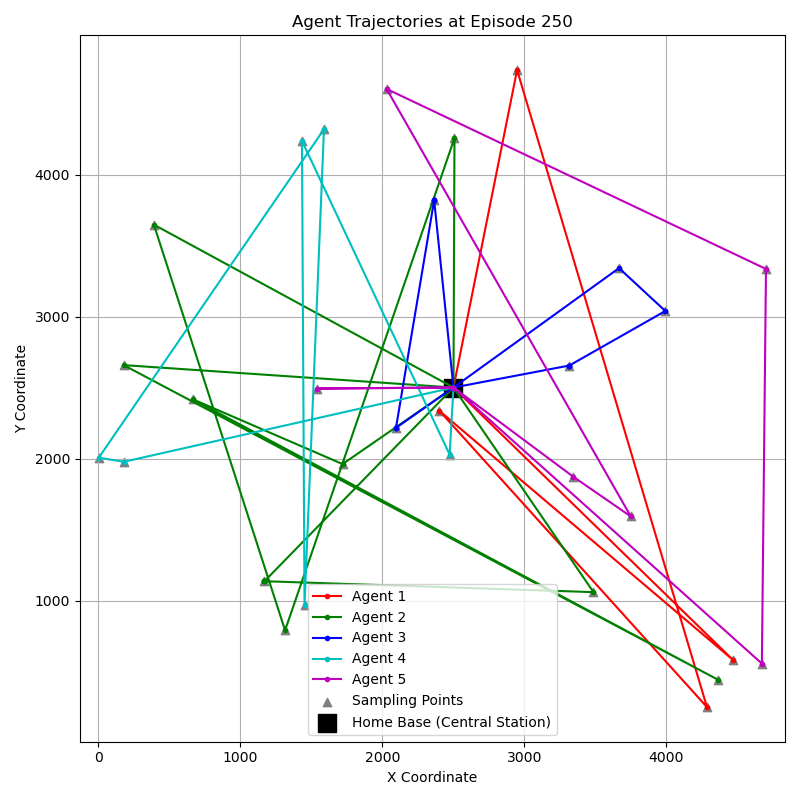 Agent Trajectories at Episode 250
Y Coordinate
4000
3000
2000
1000
Agent 1
Agent 2
Agent 3
Agent 4
Agent 5
Sampling Points
Home Base (Central Station)
0
1000
2000
3000
4000
X Coordinate